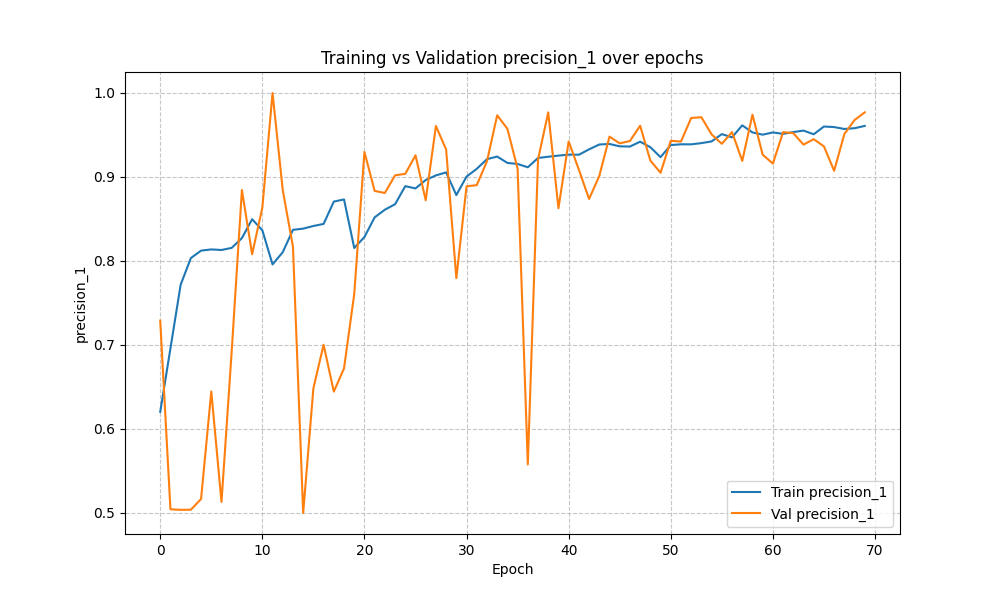 Training vs Validation precision_1 over epochs
precision_1
1.0
0.9
0.8
0.7
0.6
0.5
0 10 20 30 40 50 60 70
Epoch
Train precision_1
Val precision_1